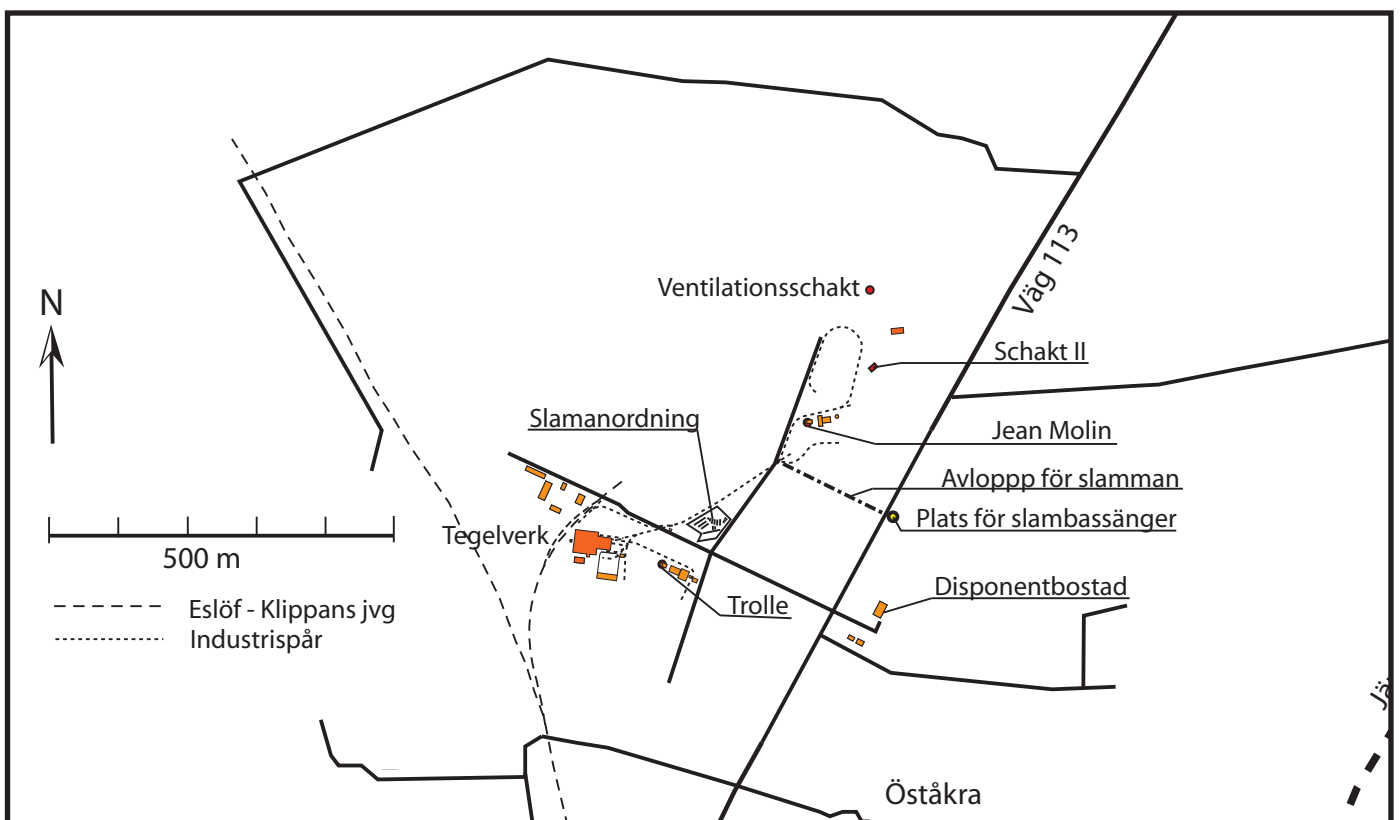 Väg 113
Ventilationsschakt
N
Schakt II
Slamanordning
Jean Molin
Avloppp för slamman
Plats för slambassänger
Tegelverk
500 m
Disponentbostad
Trolle
Eslöf - Klippans jvg
Industrispår
Jä
Öståkra